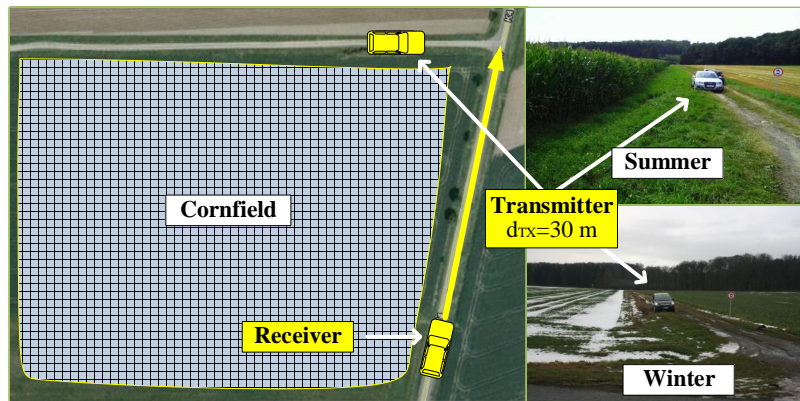 Cornfield
Receiver
Transmitter
dTX=30 m
Summer
Winter